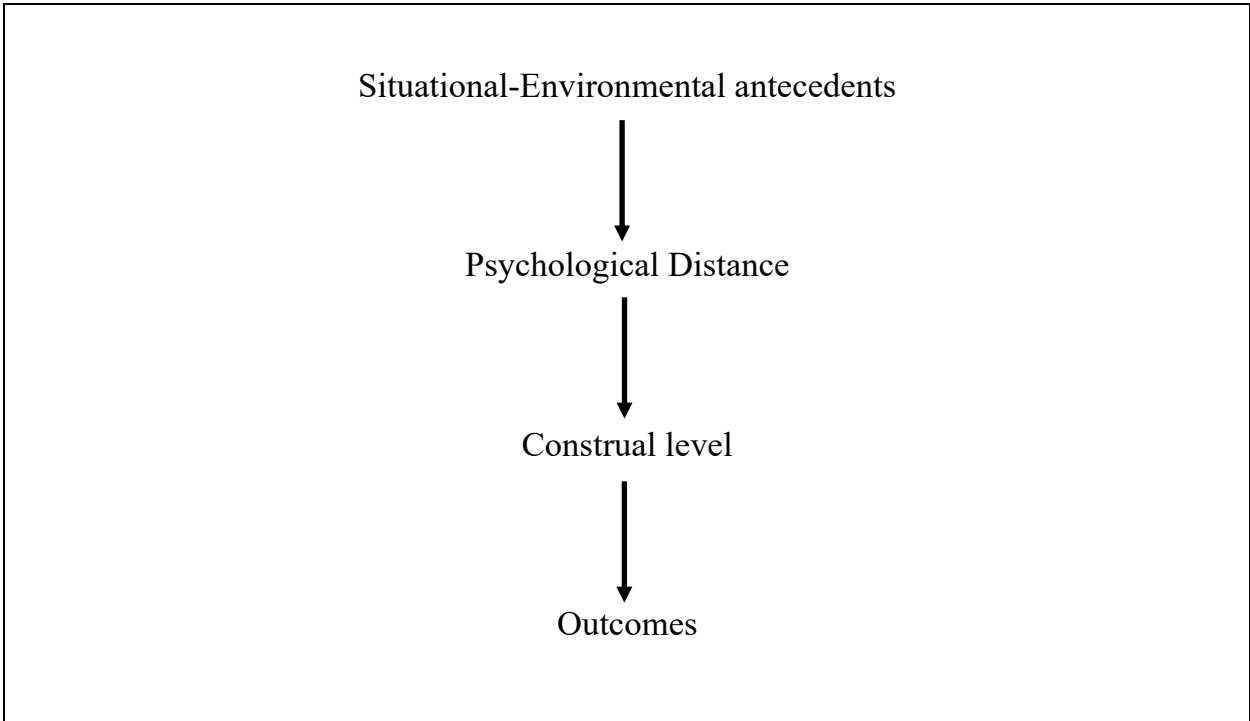 Situational-Environmental antecedents
Psychological Distance
Construal level
Outcomes